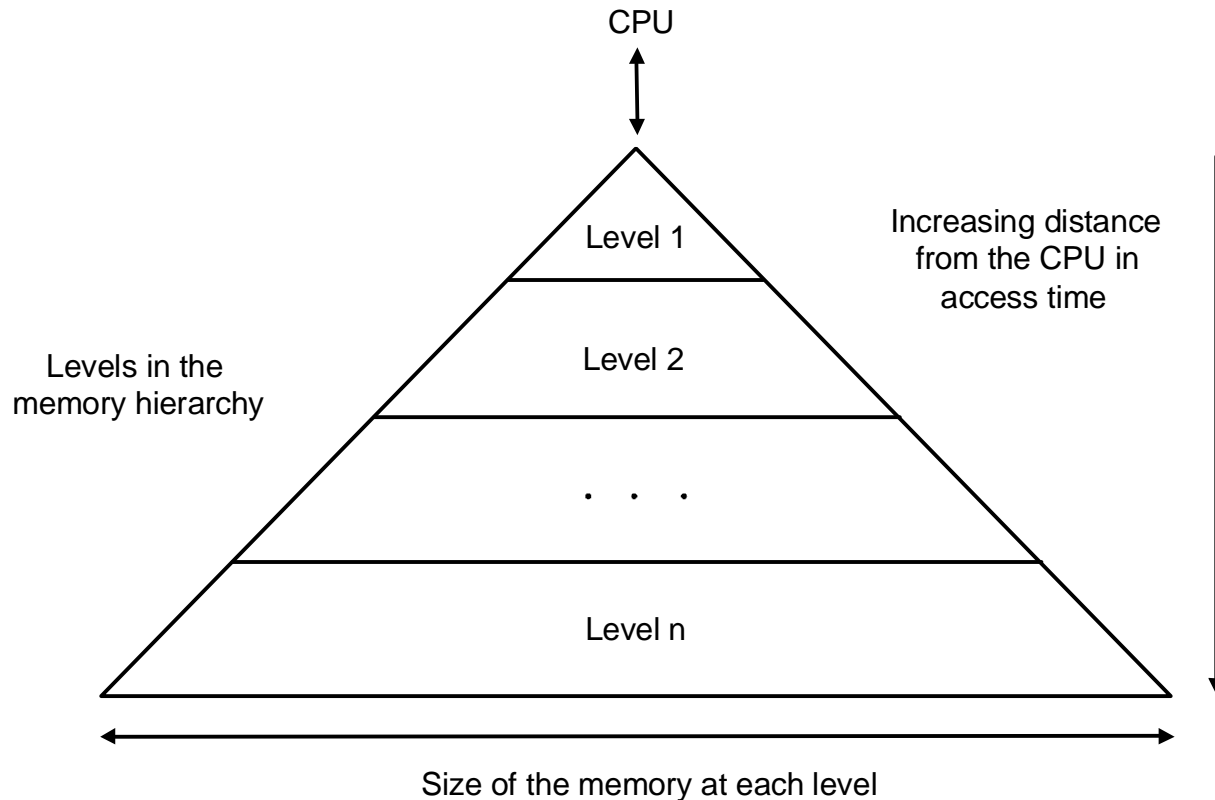 CPU
Level 1
Increasing distance
from the CPU in
access time
Levels in the
memory hierarchy
Level 2
. . .
Level n
Size of the memory at each level